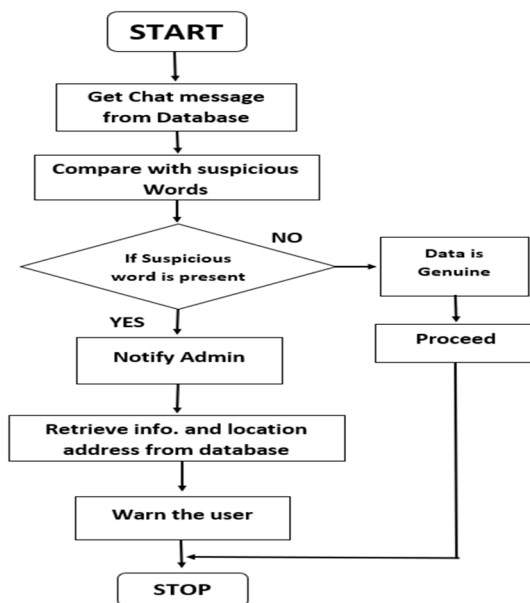 START
Get Chat message
from Database
Compare with suspicious
Words
NO
If Suspicious
word is present
Data is
Genuine
YES
Proceed
Notify Admin
Retrieve info. and location
address from database
Warn the user
STOP